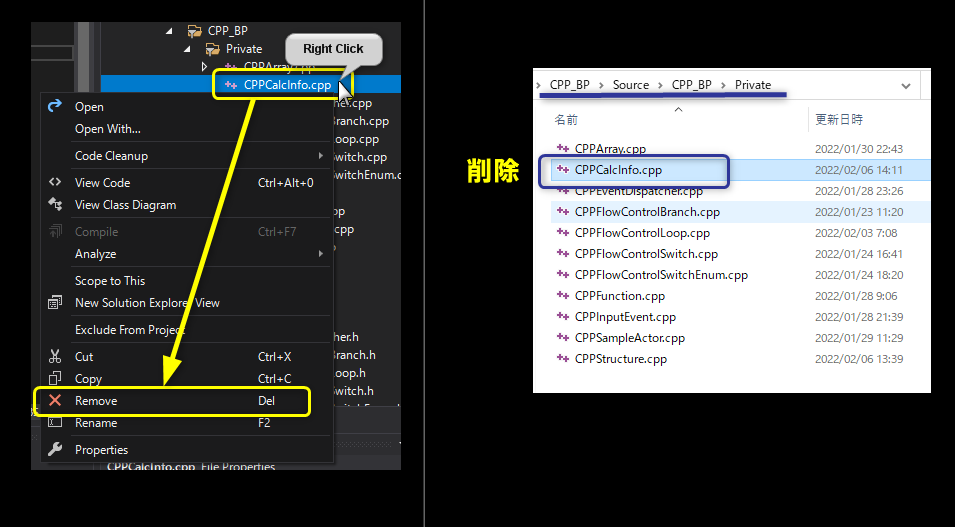 CPP_BP
Private
Right Click
CPPArray.cpp
CPPCalcInfo.cpp
Open
Open With...
Code Cleanup
View Code Ctrl+Alt+0
View Class Diagram
Compile Ctrl+F7
Analyze
Scope to This
New Solution Explorer View
Exclude From Project
Cut Ctrl+X
Copy Ctrl+C
Remove Del
Rename F2
Properties
her.cpp
Branch.cpp
Loop.cpp
Switch.cpp
SwitchEnum.c
pp
.cpp
her.h
Branch.h
Loop.h
Switch.h
CPPCalcInfo.cpp File Properties
削除
CPP_BP > Source > CPP_BP > Private
名前 更新日時
CPPArray.cpp 2022/01/30 22:43
CPPCalcInfo.cpp 2022/02/06 14:11
CPPEventDispatcher.cpp 2022/01/28 23:26
CPPFlowControlBranch.cpp 2022/01/23 11:20
CPPFlowControlLoop.cpp 2022/02/03 7:08
CPPFlowControlSwitch.cpp 2022/01/24 16:41
CPPFlowControlSwitchEnum.cpp 2022/01/24 18:20
CPPFunction.cpp 2022/01/28 9:06
CPPInputEvent.cpp 2022/01/28 21:39
CPPSampleActor.cpp 2022/01/29 11:29
CPPStructure.cpp 2022/02/06 13:39